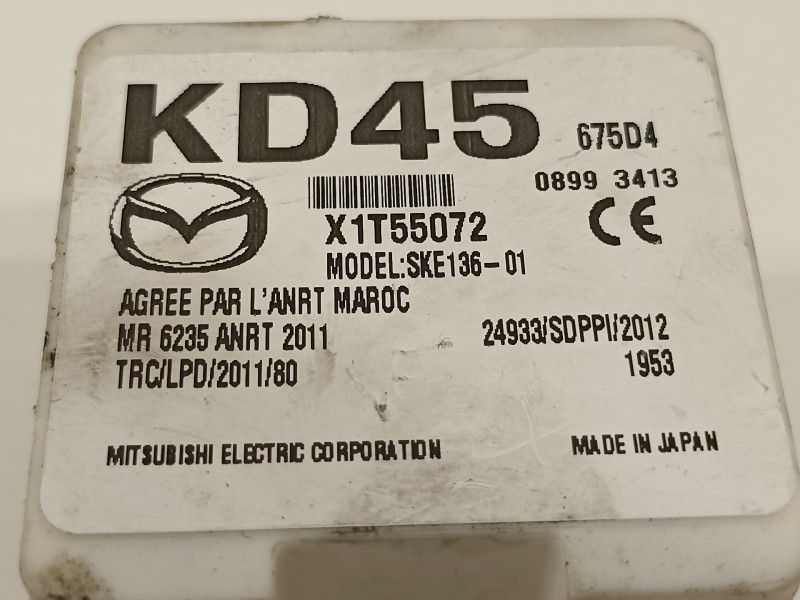 KD45 675D4
0899 3413
X1T55072
CE
MODEL:SKE136-01
AGREE PAR L'ANRT MAROC
MR 6235 ANRT 2011 24933/SDPPI/2012
TRC/LPD/2011/80 1953
MITSUBISHI ELECTRIC CORPORATION MADE IN JAPAN